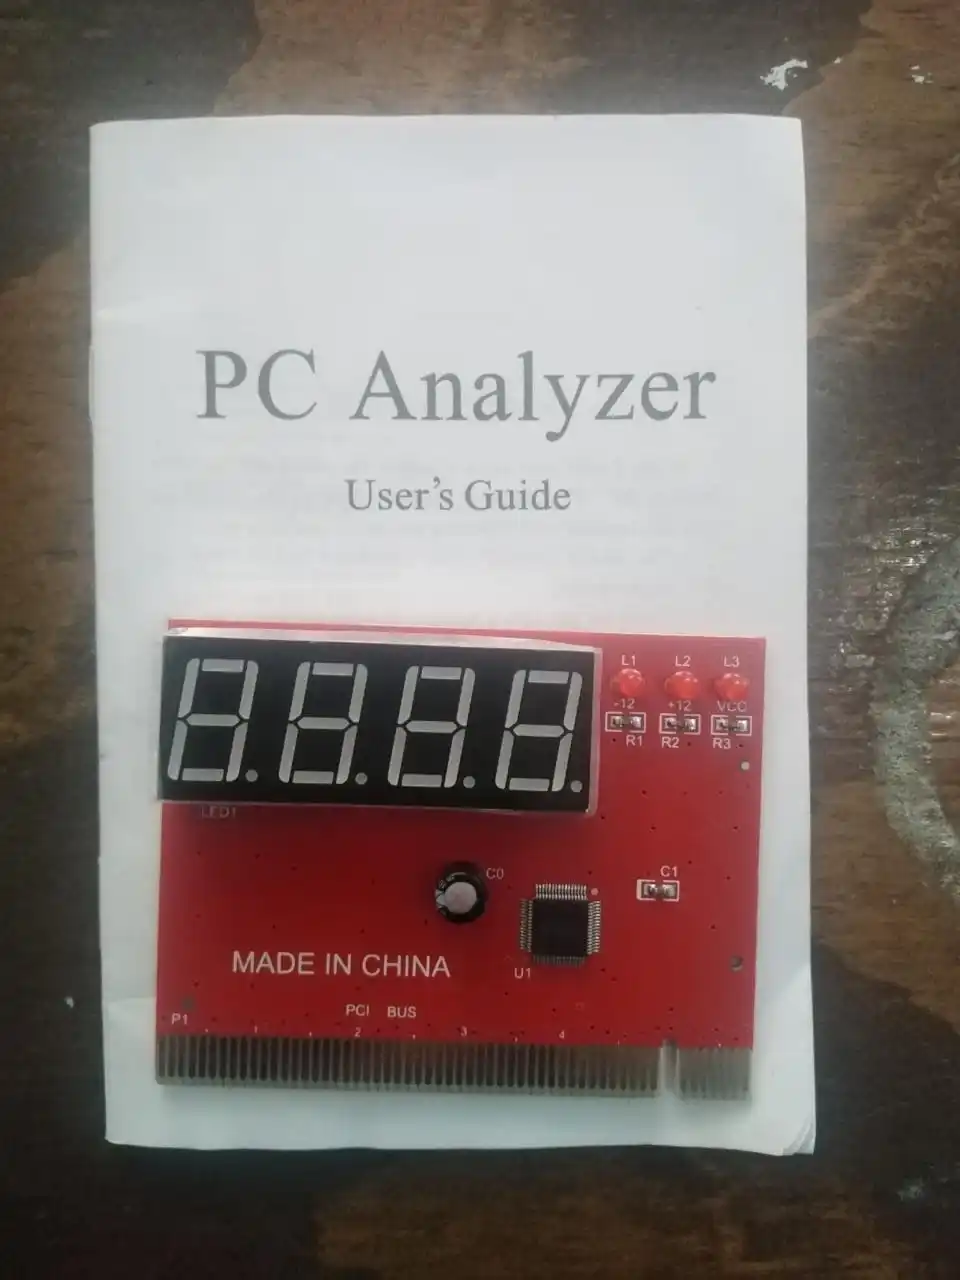 PC Analyzer
User's Guide
L1 L2 L3
-12 +12 VCC
R1 R2 R3
LED1
C0
C1
U1
MADE IN CHINA
PCI BUS
P1
1 2 3 4